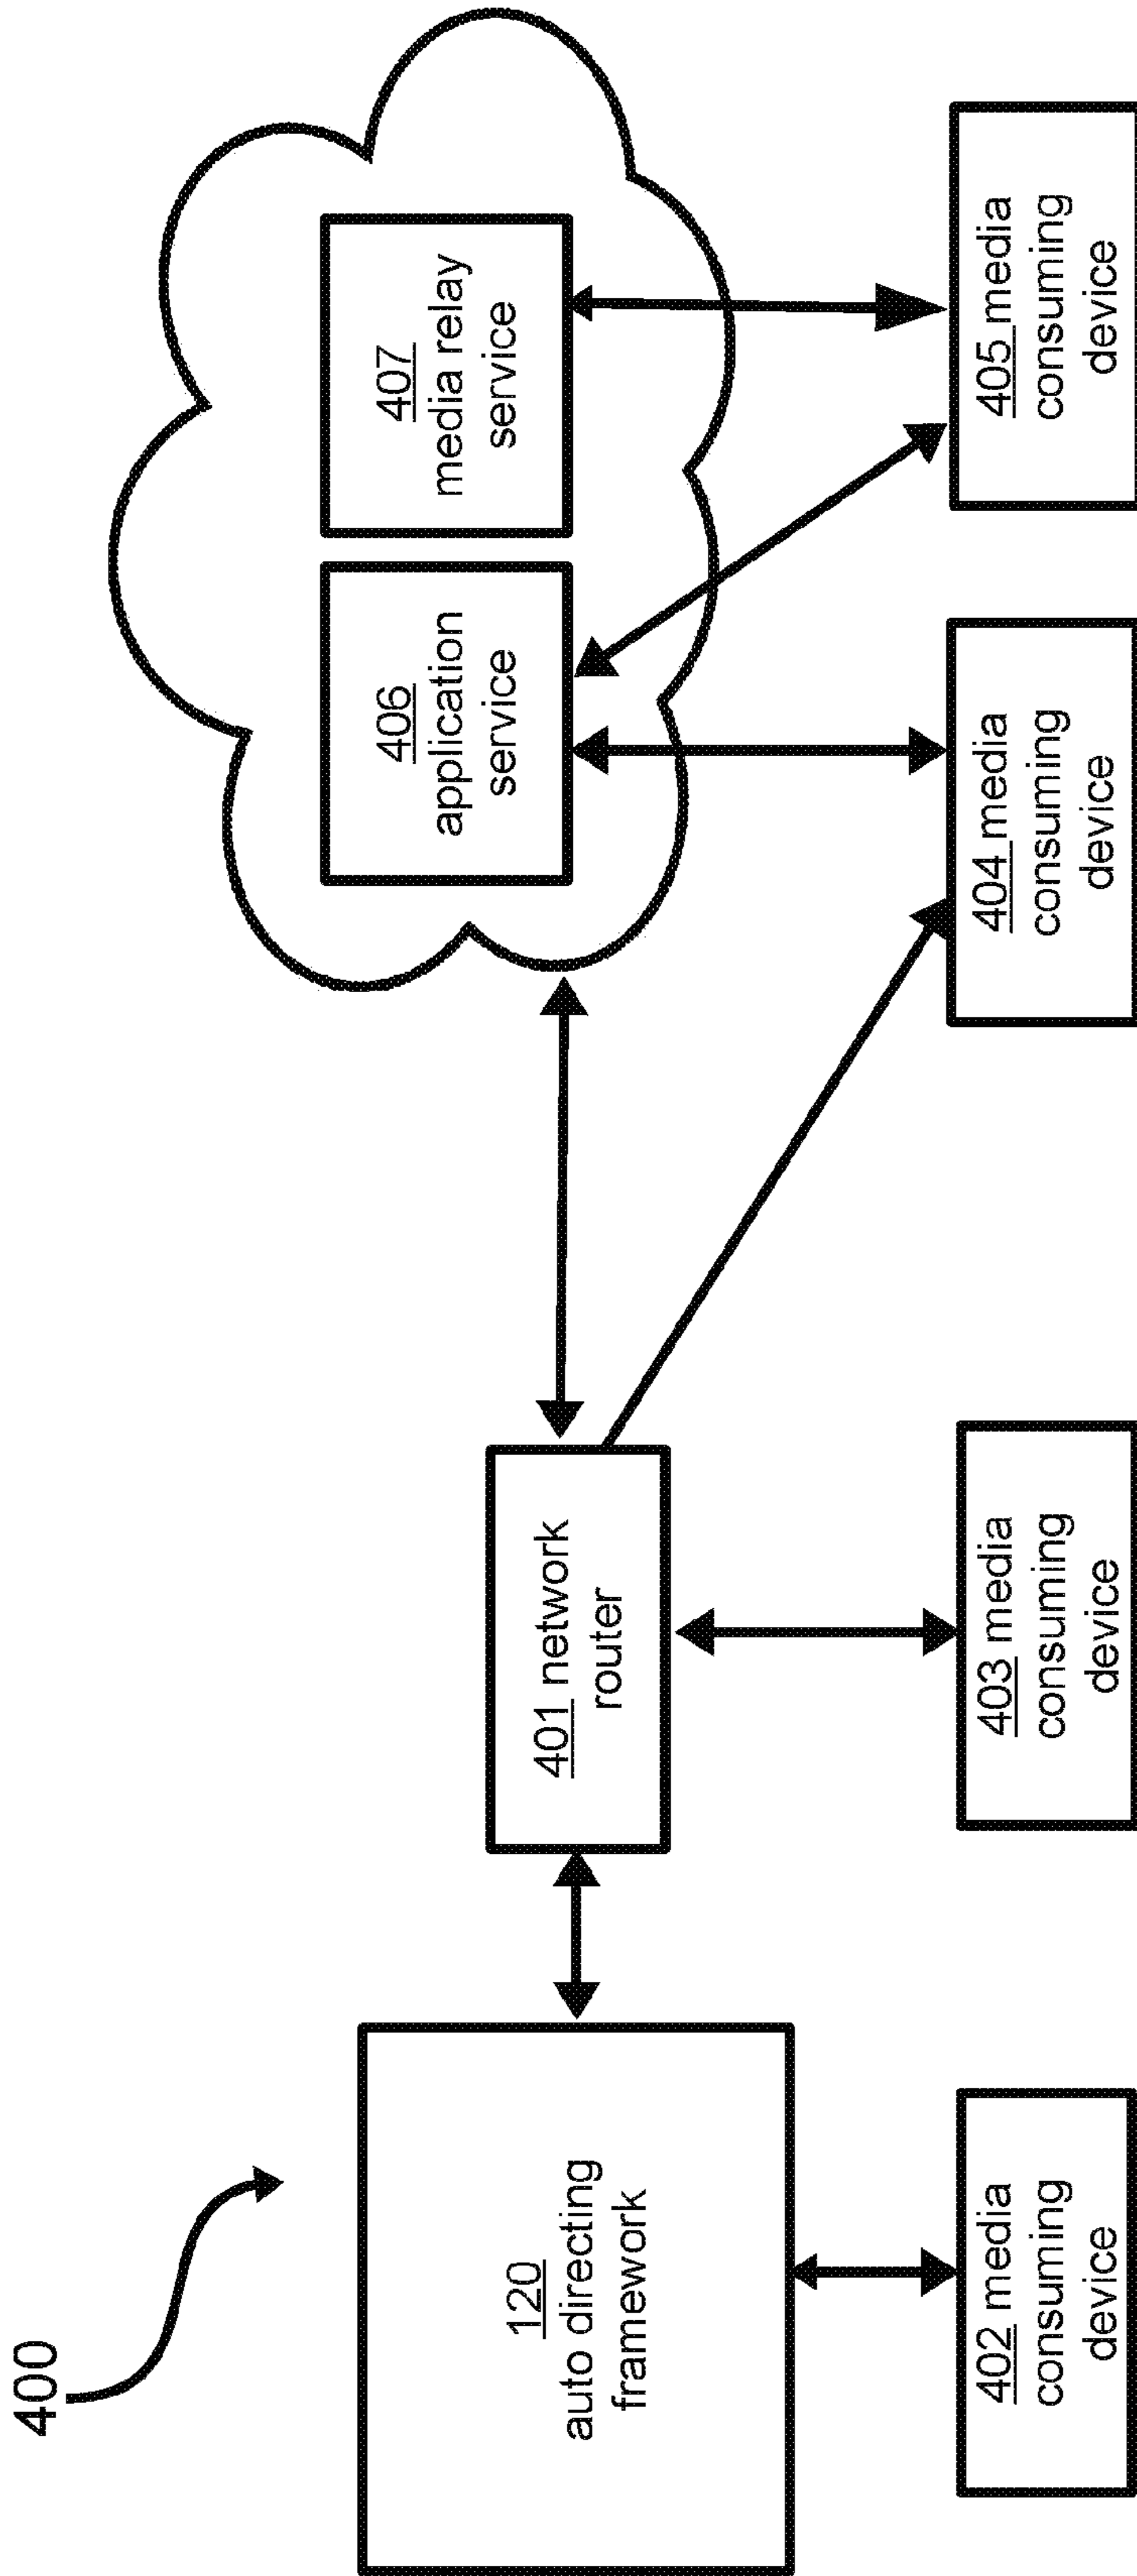 400
120
auto directing
framework
401 network
router
406
application
service
407
media relay
service
402 media
consuming
device
403 media
consuming
device
404 media
consuming
device
405 media
consuming
device